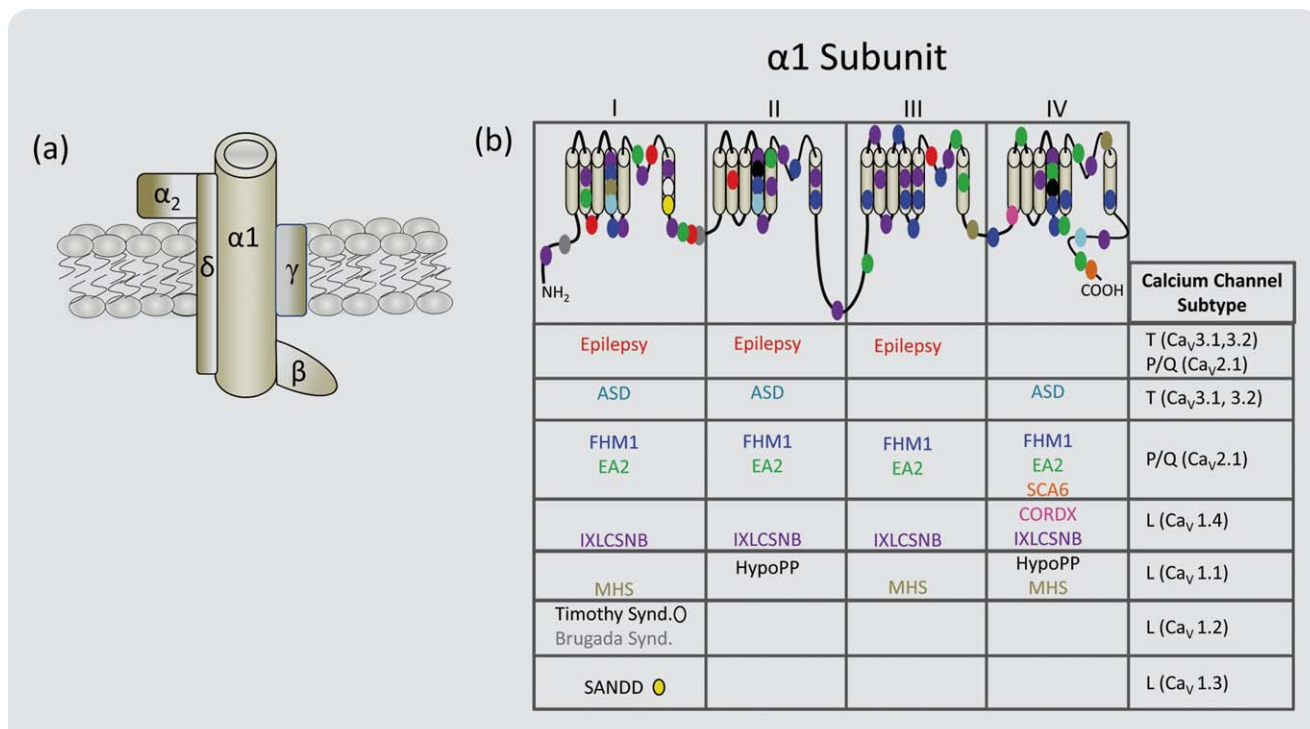 α1 Subunit
(a)
α₂
δ
α1
γ
β
(b)
I II III IV
NH₂
COOH
Calcium Channel
Subtype
Epilepsy Epilepsy Epilepsy T (CaV3.1,3.2)
P/Q (CaV2.1)
ASD ASD ASD T (CaV3.1, 3.2)
FHM1 FHM1 FHM1 FHM1 P/Q (CaV2.1)
EA2 EA2 EA2 EA2
SCA6
CORDX L (CaV 1.4)
IXLCSNB IXLCSNB IXLCSNB IXLCSNB
HypoPP HypoPP L (CaV 1.1)
MHS MHS MHS
Timothy Synd. L (CaV 1.2)
Brugada Synd.
SANDD L (CaV 1.3)